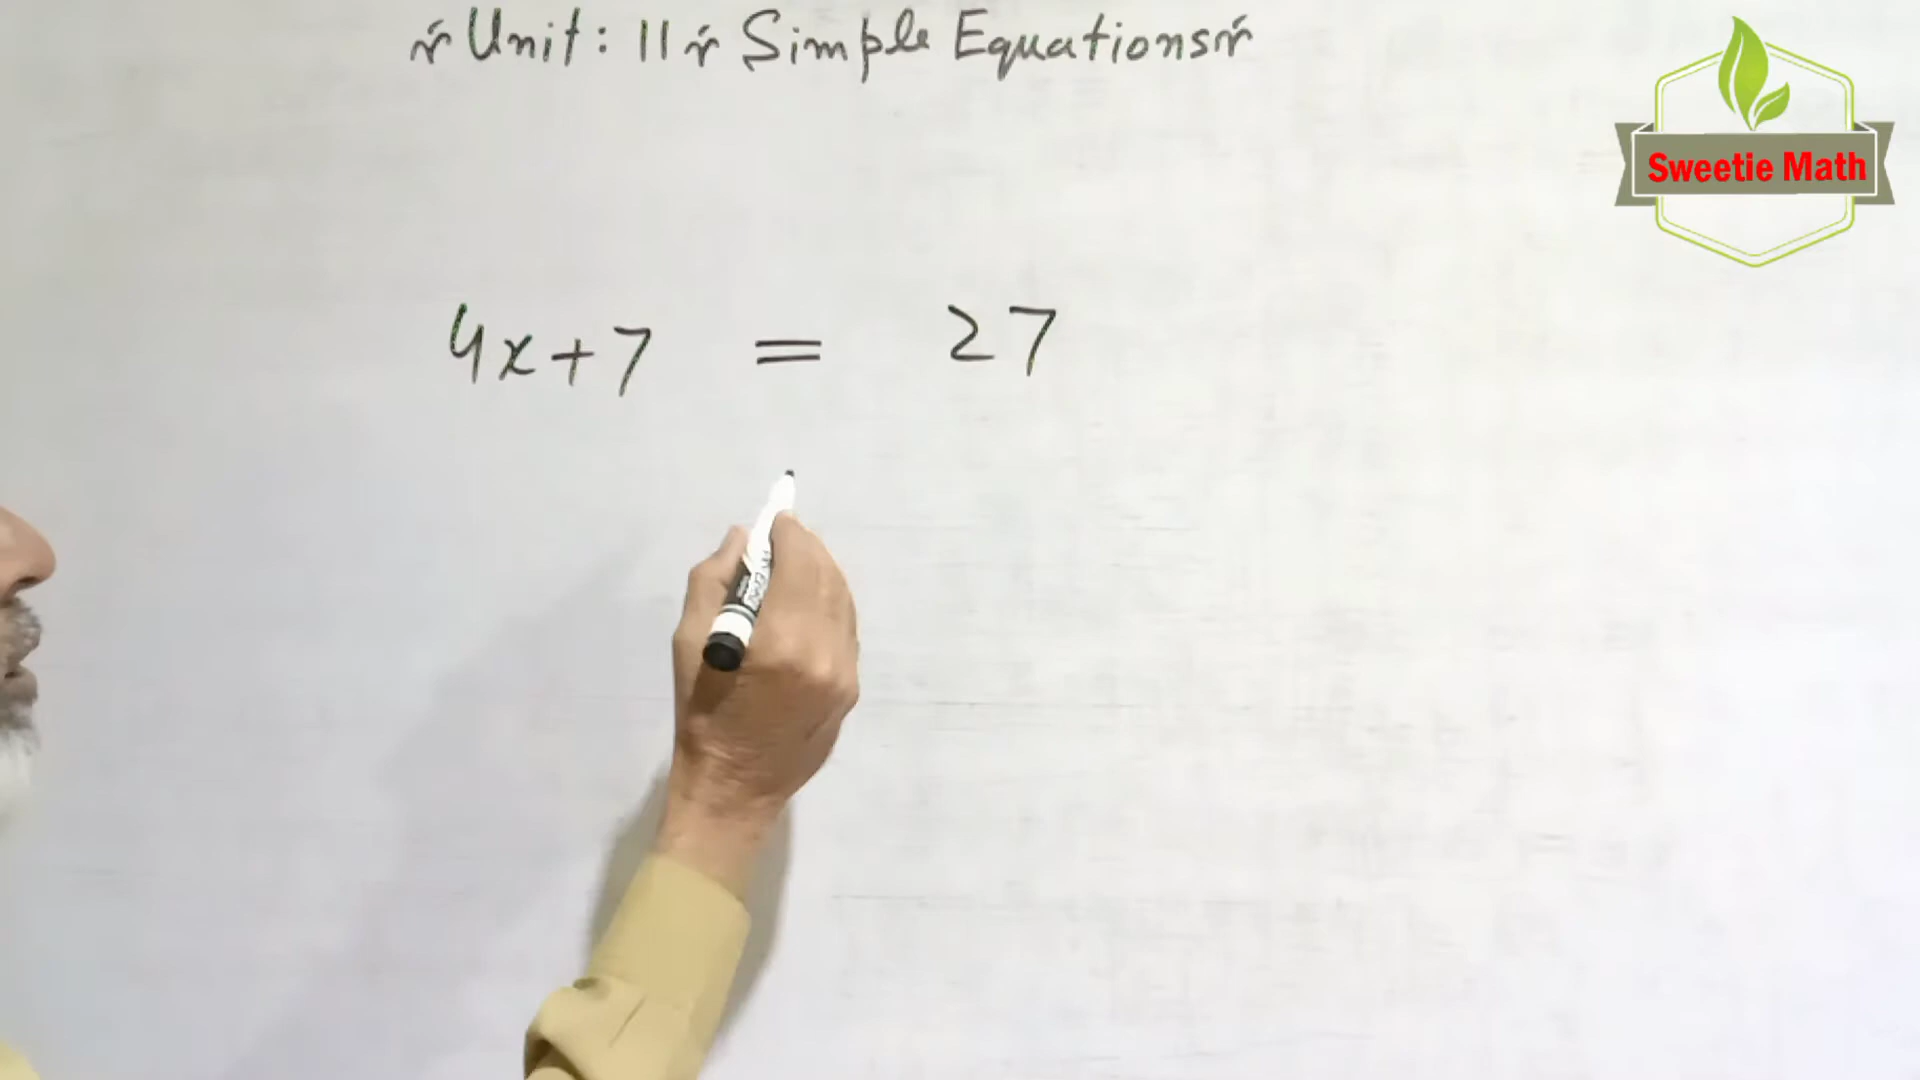 Unit: 11 Simple Equations
Sweetie Math
4x+7 = 27